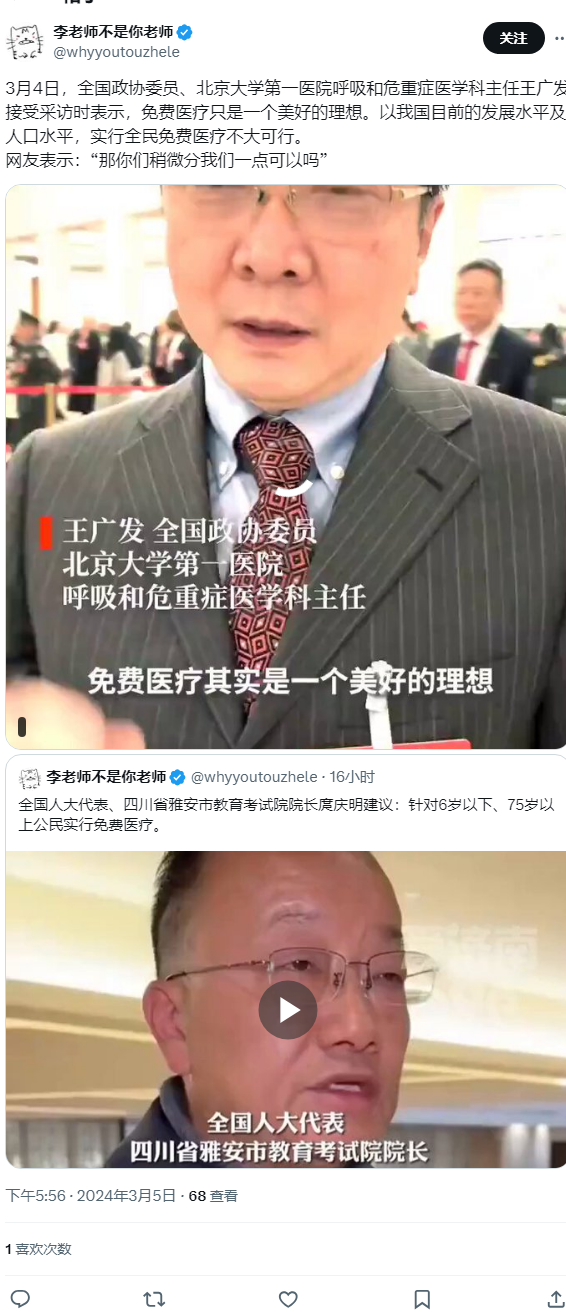 李老师不是你老师
@whyyoutouzhele
关注
3月4日，全国政协委员、北京大学第一医院呼吸和危重症医学科主任王广发
接受采访时表示，免费医疗只是一个美好的理想。以我国目前的发展水平及
人口水平，实行全民免费医疗不大可行。
网友表示：“那你们稍微分我们一点可以吗”
王广发 全国政协委员
北京大学第一医院
呼吸和危重症医学科主任
免费医疗其实是一个美好的理想
李老师不是你老师 @whyyoutouzhele · 16小时
全国人大代表、四川省雅安市教育考试院院长庹庆明建议：针对6岁以下、75岁以
上公民实行免费医疗。
全国人大代表
四川省雅安市教育考试院院长
下午5:56 · 2024年3月5日 · 68 查看
1 喜欢次数